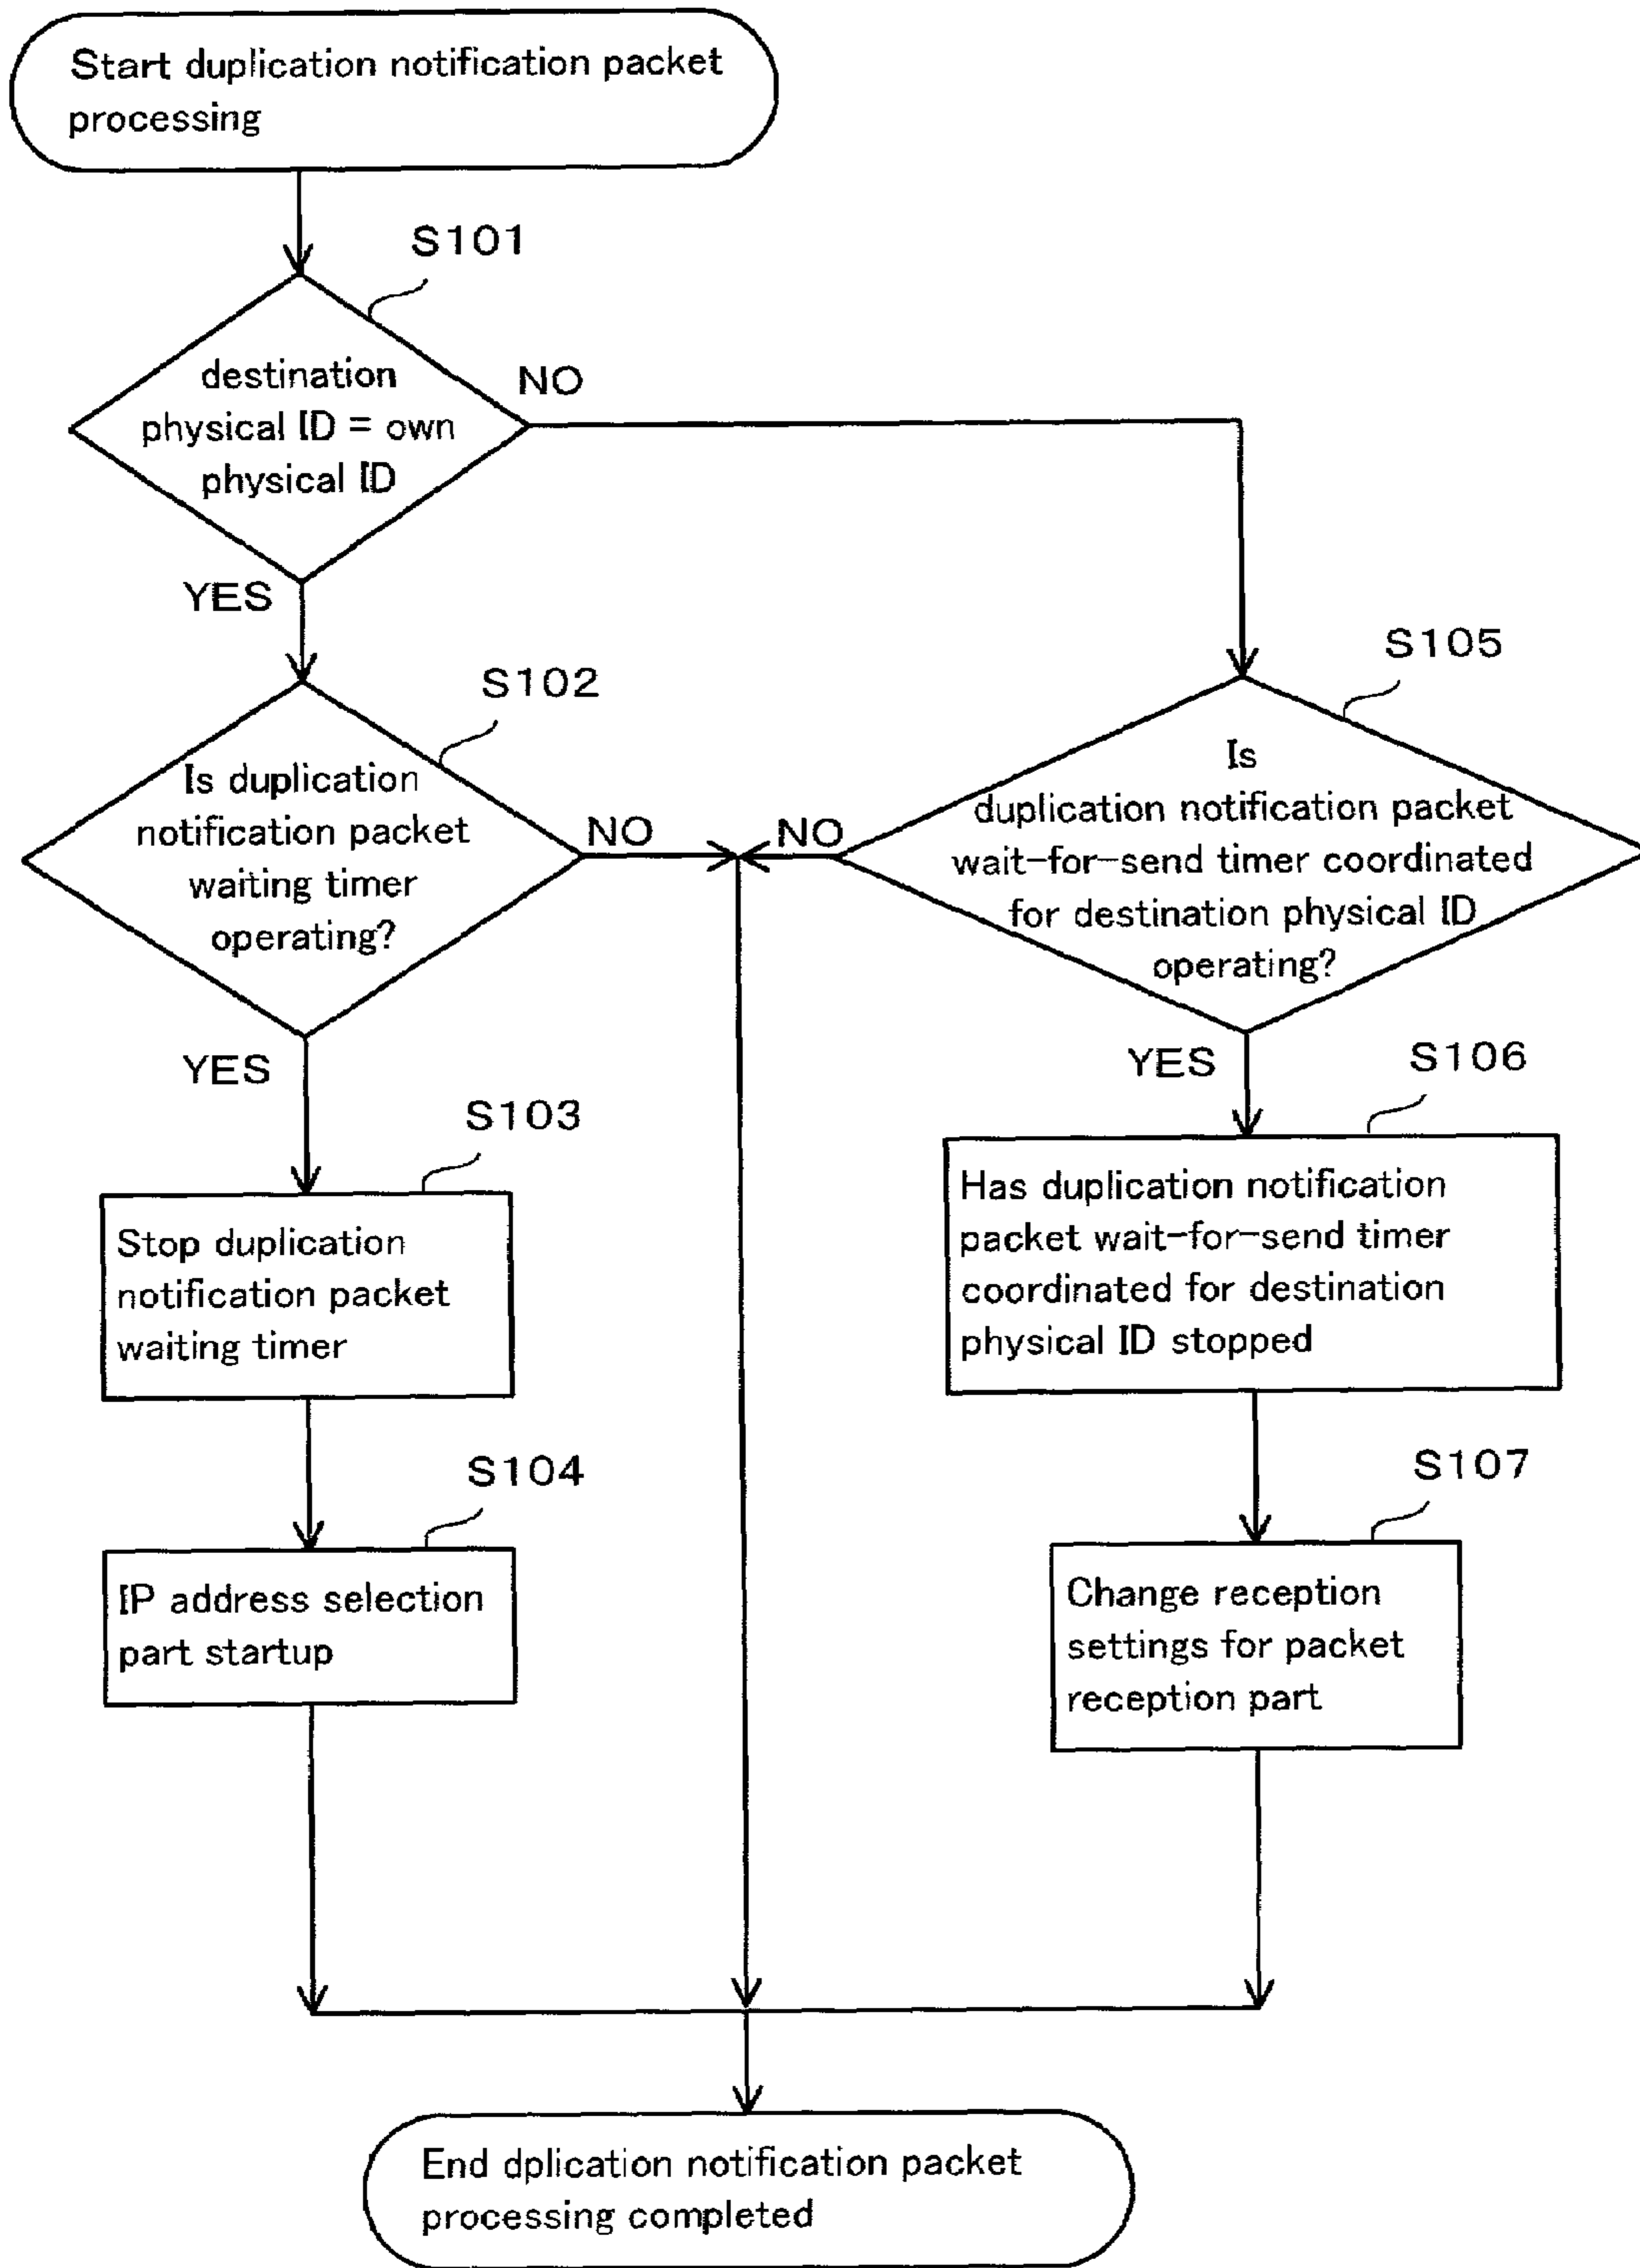 Start duplication notification packet
processing
S101
destination
physical ID = own
physical ID
NO
YES
S102
Is duplication
notification packet
waiting timer
operating?
NO
YES
S103
Stop duplication
notification packet
waiting timer
S104
IP address selection
part startup
S105
Is
duplication notification packet
wait-for-send timer coordinated
for destination physical ID
operating?
NO
YES
S106
Has duplication notification
packet wait-for-send timer
coordinated for destination
physical ID stopped
S107
Change reception
settings for packet
reception part
End dplication notification packet
processing completed